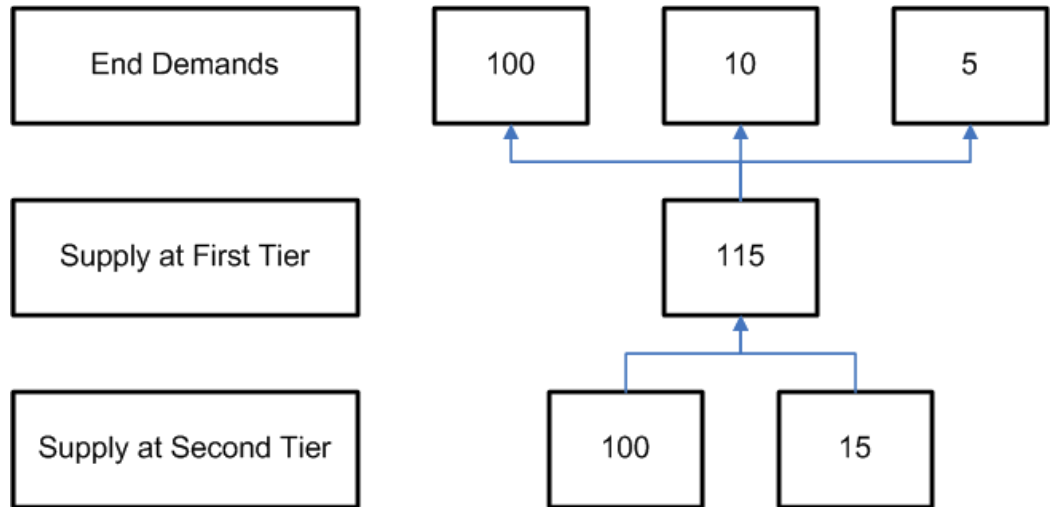 End Demands
100
10
5
Supply at First Tier
115
Supply at Second Tier
100
15